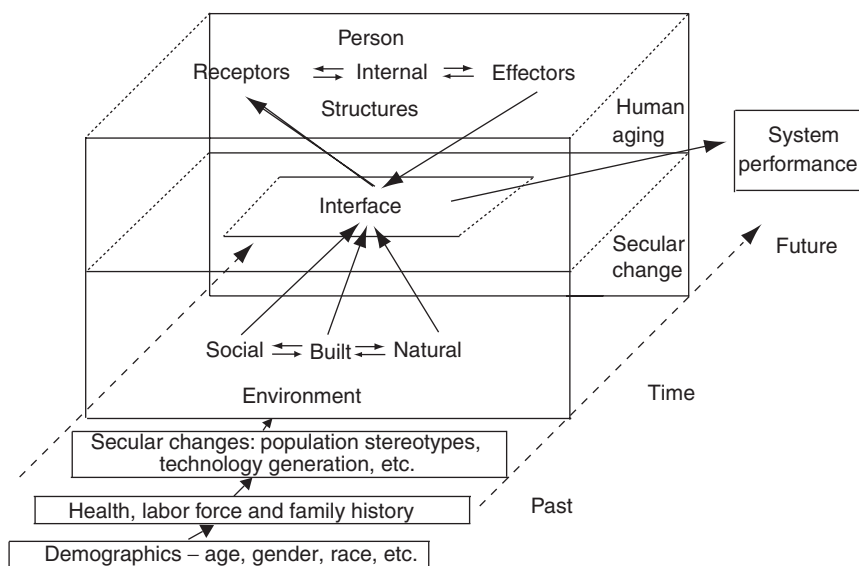 Person
Receptors Internal Effectors
Structures
Human
aging
System
performance
Interface
Secular
change
Future
Social Built Natural
Environment
Time
Secular changes: population stereotypes,
technology generation, etc.
Past
Health, labor force and family history
Demographics – age, gender, race, etc.